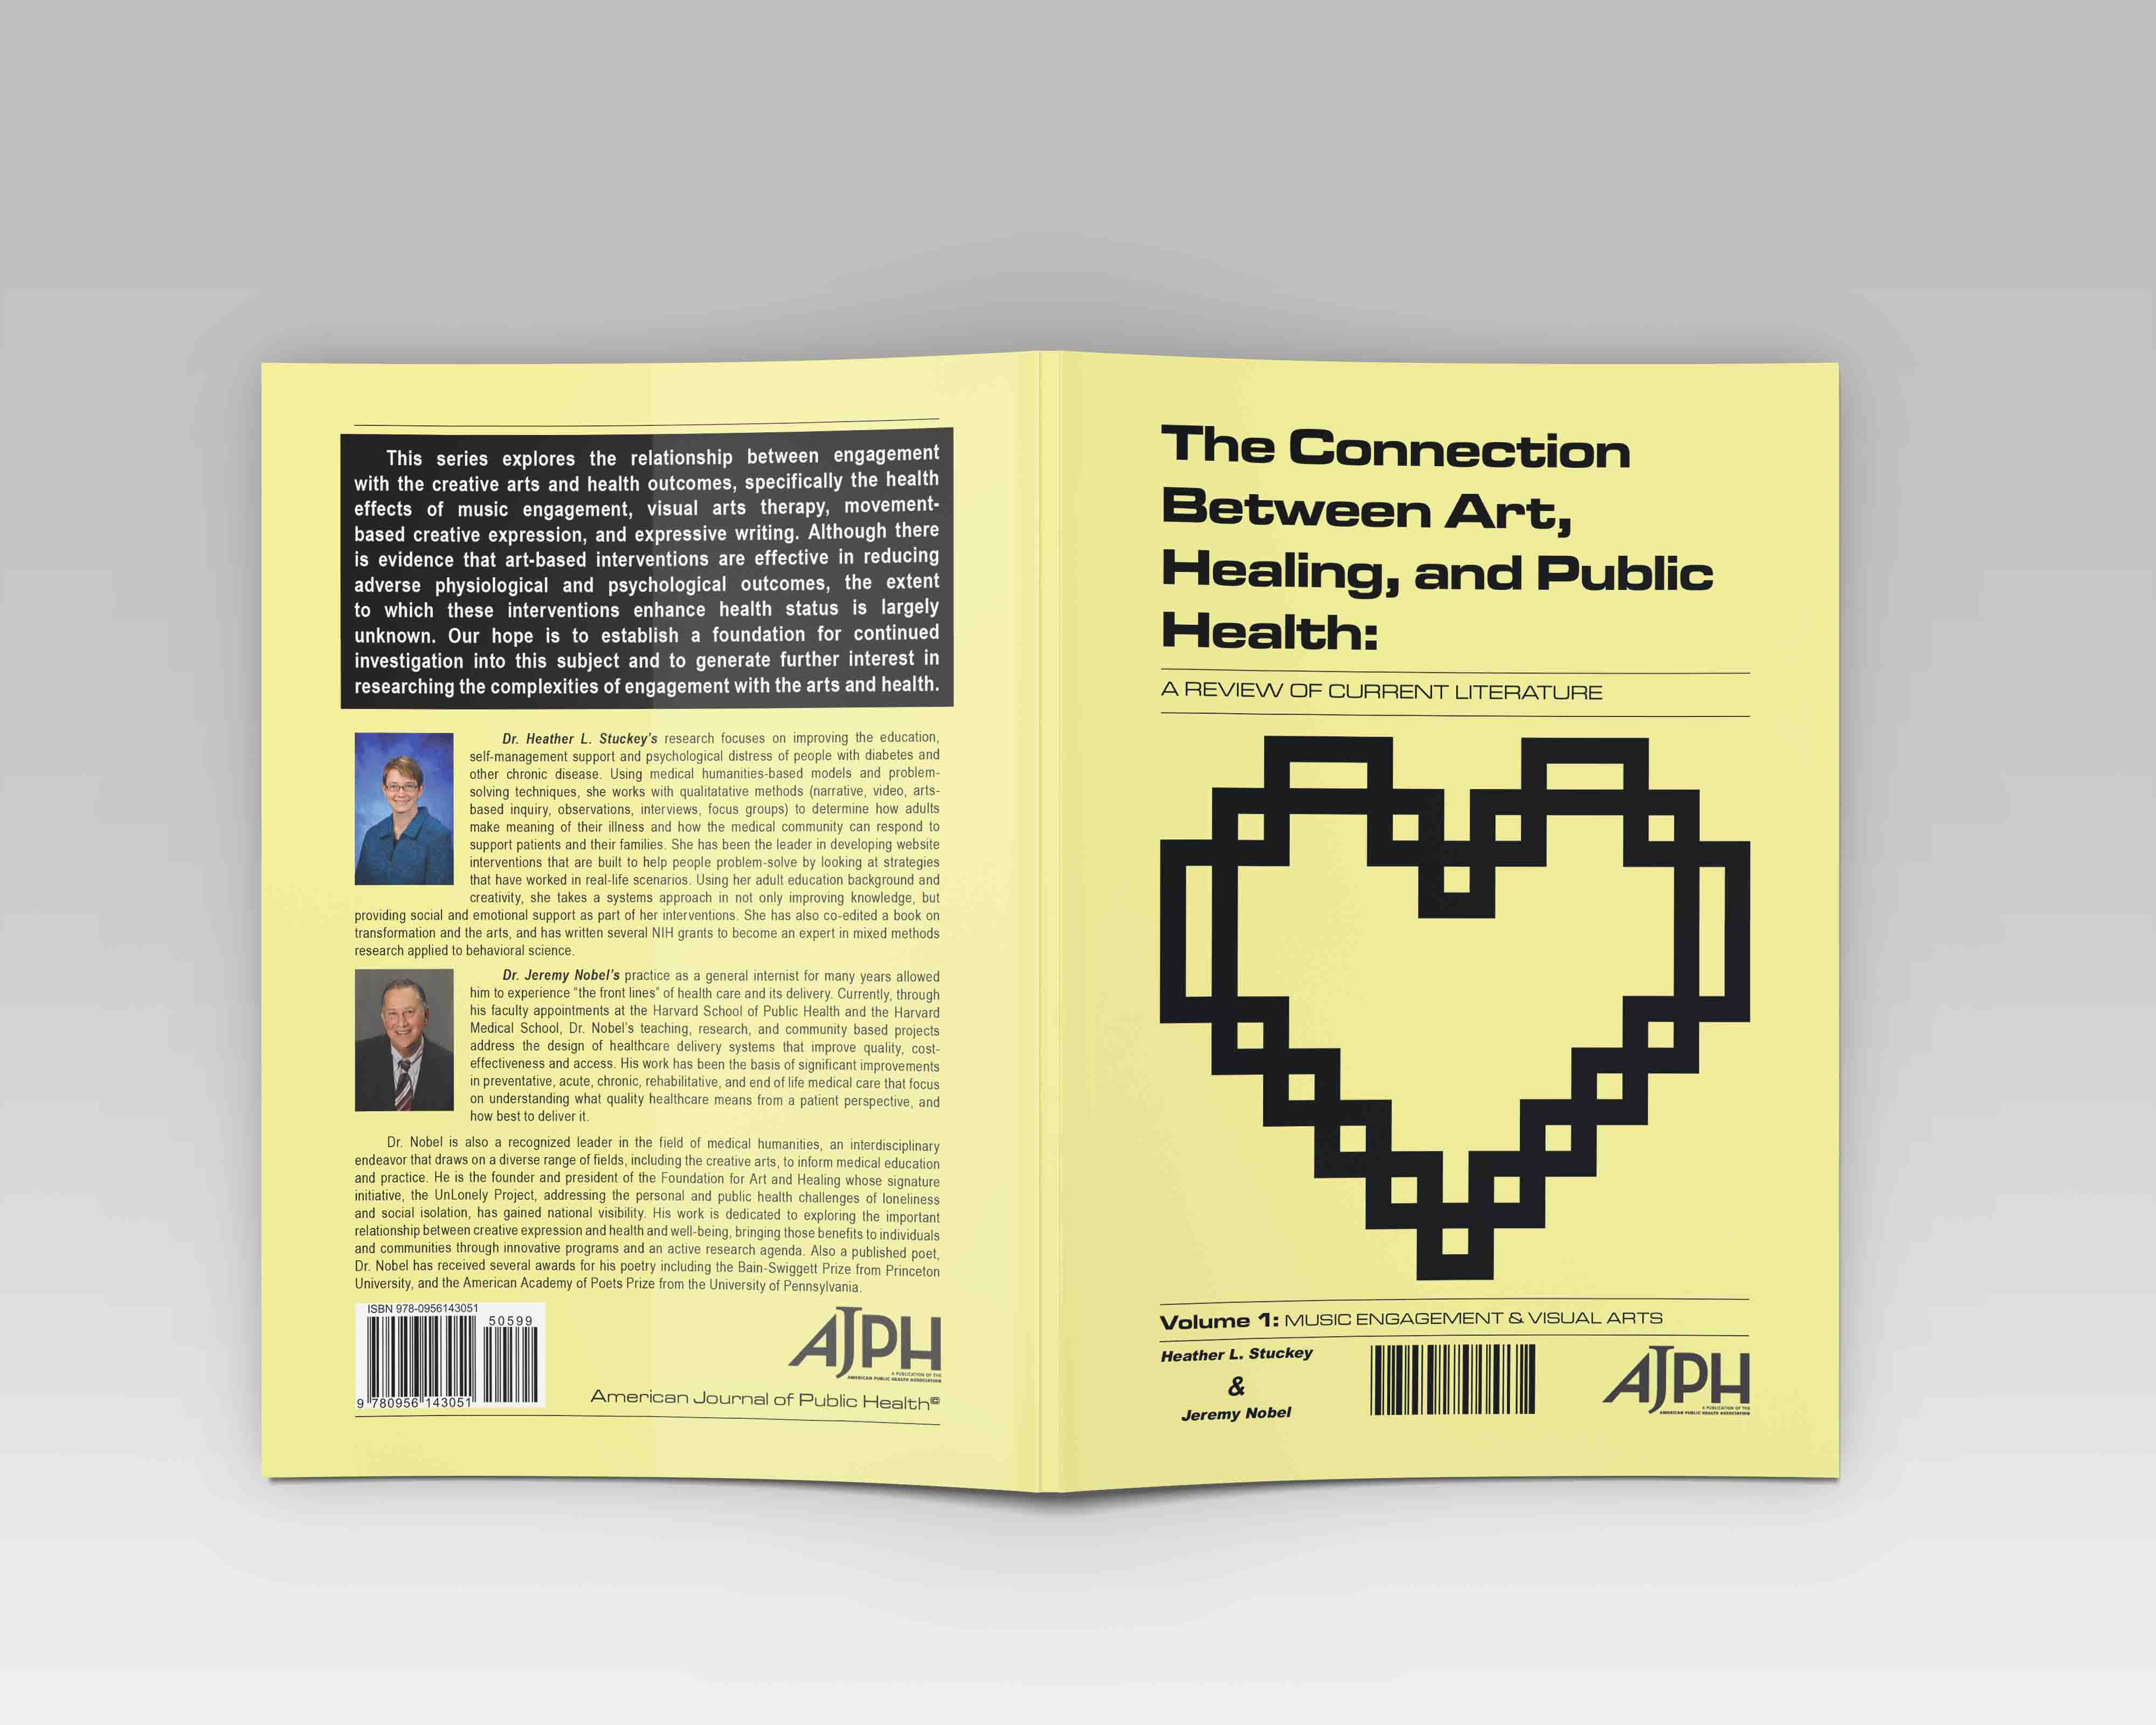 This series explores the relationship between engagement
with the creative arts and health outcomes, specifically the health
effects of music engagement, visual arts therapy, movement-
based creative expression, and expressive writing. Although there
is evidence that art-based interventions are effective in reducing
adverse physiological and psychological outcomes, the extent
to which these interventions enhance health status is largely
unknown. Our hope is to establish a foundation for continued
investigation into this subject and to generate further interest in
researching the complexities of engagement with the arts and health.
Dr. Heather L. Stuckey's research focuses on improving the education,
self-management support and psychological distress of people with diabetes and
other chronic disease. Using medical humanities-based models and problem-
solving techniques, she works with qualitatative methods (narrative, video, arts-
based inquiry, observations, interviews, focus groups) to determine how adults
make meaning of their illness and how the medical community can respond to
support patients and their families. She has been the leader in developing website
interventions that are built to help people problem-solve by looking at strategies
that have worked in real-life scenarios. Using her adult education background and
creativity, she takes a systems approach in not only improving knowledge, but
providing social and emotional support as part of her interventions. She has also co-edited a book on
transformation and the arts, and has written several NIH grants to become an expert in mixed methods
research applied to behavioral science.
Dr. Jeremy Nobel's practice as a general internist for many years allowed
him to experience "the front lines" of health care and its delivery. Currently, through
his faculty appointments at the Harvard School of Public Health and the Harvard
Medical School, Dr. Nobel's teaching, research, and community based projects
address the design of healthcare delivery systems that improve quality, cost-
effectiveness and access. His work has been the basis of significant improvements
in preventative, acute, chronic, rehabilitative, and end of life medical care that focus
on understanding what quality healthcare means from a patient perspective, and
how best to deliver it.
Dr. Nobel is also a recognized leader in the field of medical humanities, an interdisciplinary
endeavor that draws on a diverse range of fields, including the creative arts, to inform medical education
and practice. He is the founder and president of the Foundation for Art and Healing whose signature
initiative, the UnLonely Project, addressing the personal and public health challenges of loneliness
and social isolation, has gained national visibility. His work is dedicated to exploring the important
relationship between creative expression and health and well-being, bringing those benefits to individuals
and communities through innovative programs and an active research agenda. Also a published poet,
Dr. Nobel has received several awards for his poetry including the Bain-Swiggett Prize from Princeton
University, and the American Academy of Poets Prize from the University of Pennsylvania.
ISBN 978-0956143051
50599
9 780956 143051
AJPH
A PUBLICATION OF THE
AMERICAN PUBLIC HEALTH ASSOCIATION
American Journal of Public Health©
The Connection
Between Art,
Healing, and Public
Health:
A REVIEW OF CURRENT LITERATURE
Volume 1: MUSIC ENGAGEMENT & VISUAL ARTS
Heather L. Stuckey
&
Jeremy Nobel
AJPH
A PUBLICATION OF THE
AMERICAN PUBLIC HEALTH ASSOCIATION